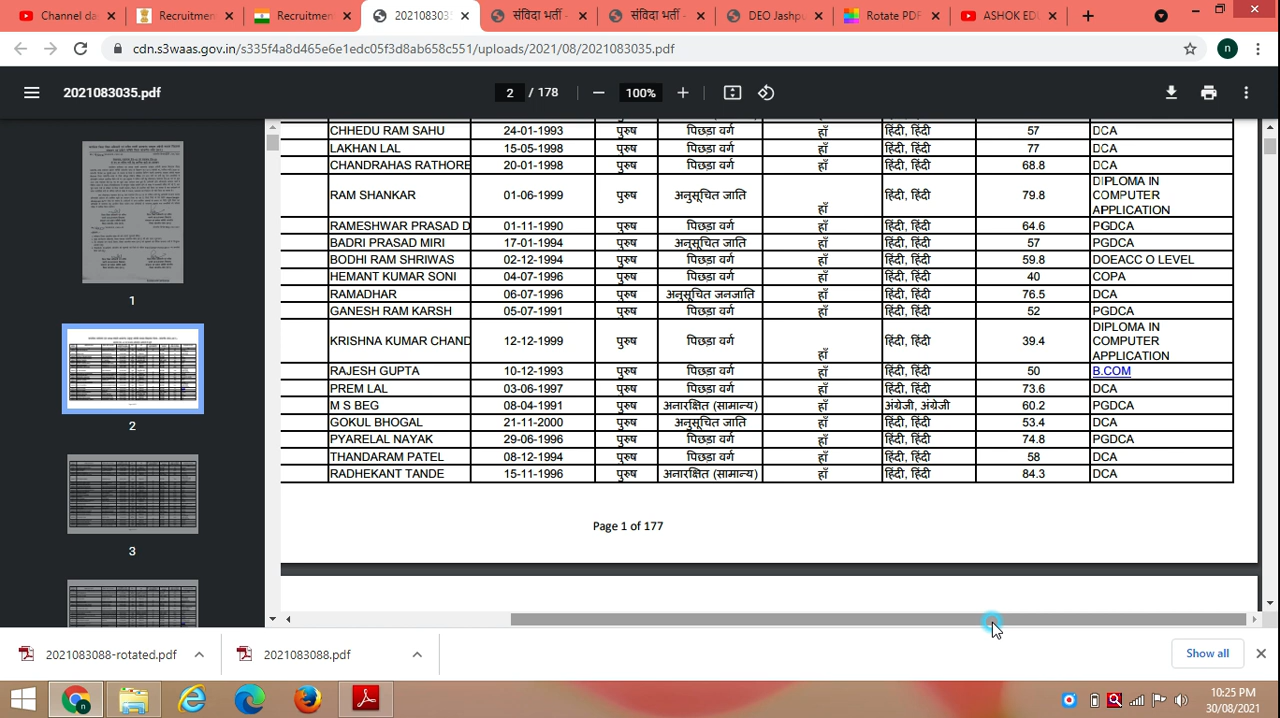 Channel da
Recruitmen
Recruitmen
202108303
संविदा भर्ती -
संविदा भर्ती -
DEO Jashpu
Rotate PDF
ASHOK EDU
cdn.s3waas.gov.in/s335f4a8d465e6e1edc05f3d8ab658c551/uploads/2021/08/2021083035.pdf
n
2021083035.pdf
2 / 178
100%
CHHEDU RAM SAHU 24-01-1993 पुरुष पिछडा वर्ग हाँ हिंदी, हिंदी 57 DCA
LAKHAN LAL 15-05-1998 पुरुष पिछडा वर्ग हाँ हिंदी, हिंदी 77 DCA
CHANDRAHAS RATHORE 20-01-1988 पुरुष पिछडा वर्ग हाँ हिंदी, हिंदी 68.8 DCA
RAM SHANKAR 01-06-1999 पुरुष अनुसूचित जाति हाँ हिंदी, हिंदी 79.8 DIPLOMA IN
COMPUTER
APPLICATION
RAMESHWAR PRASAD D 01-11-1990 पुरुष पिछडा वर्ग हाँ हिंदी, हिंदी 64.6 PGDCA
BADRI PRASAD MIRI 17-01-1994 पुरुष अनुसूचित जाति हाँ हिंदी, हिंदी 57 PGDCA
BODHI RAM SHRIWAS 02-12-1994 पुरुष पिछडा वर्ग हाँ हिंदी, हिंदी 59.8 DOEACC O LEVEL
HEMANT KUMAR SONI 04-07-1996 पुरुष पिछडा वर्ग हाँ हिंदी, हिंदी 40 COPA
RAMADHAR 06-07-1996 पुरुष अनुसूचित जनजाति हाँ हिंदी, हिंदी 76.5 DCA
GANESH RAM KARSH 05-07-1991 पुरुष पिछडा वर्ग हाँ हिंदी, हिंदी 52 PGDCA
KRISHNA KUMAR CHAND 12-12-1999 पुरुष पिछडा वर्ग हाँ हिंदी, हिंदी 39.4 DIPLOMA IN
COMPUTER
APPLICATION
RAJESH GUPTA 10-12-1993 पुरुष पिछडा वर्ग हाँ हिंदी, हिंदी 50 B.COM
PREM LAL 03-06-1997 पुरुष पिछडा वर्ग हाँ हिंदी, हिंदी 73.6 DCA
M S BEG 08-04-1991 पुरुष अनारक्षित (सामान्य) हाँ अंग्रेजी, अंग्रेजी 60.2 PGDCA
GOKUL BHOGAL 21-11-2000 पुरुष अनुसूचित जाति हाँ हिंदी, हिंदी 53.4 DCA
PYARELAL NAYAK 29-06-1996 पुरुष पिछडा वर्ग हाँ हिंदी, हिंदी 74.8 PGDCA
THANDARAM PATEL 08-12-1994 पुरुष पिछडा वर्ग हाँ हिंदी, हिंदी 58 DCA
RADHEKANT TANDE 15-11-1996 पुरुष अनारक्षित (सामान्य) हाँ हिंदी, हिंदी 84.3 DCA
Page 1 of 177
1
2
3
2021083088-rotated.pdf
2021083088.pdf
Show all
10:25 PM
30/08/2021